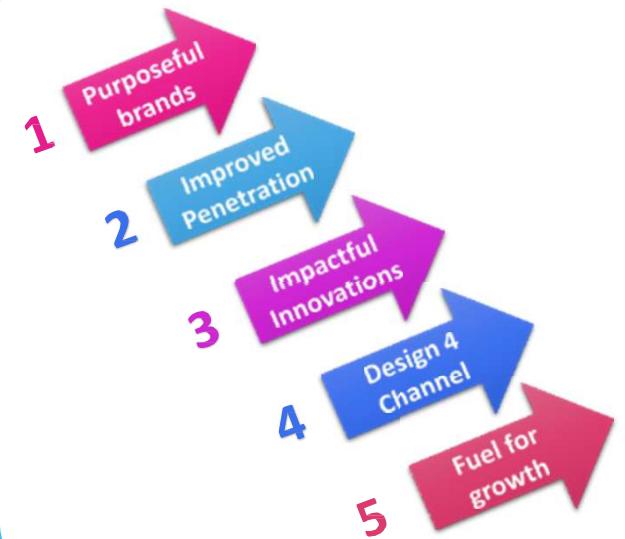 1
Purposeful
brands
2
Improved
Penetration
3
Impactful
Innovations
4
Design 4
Channel
5
Fuel for
growth